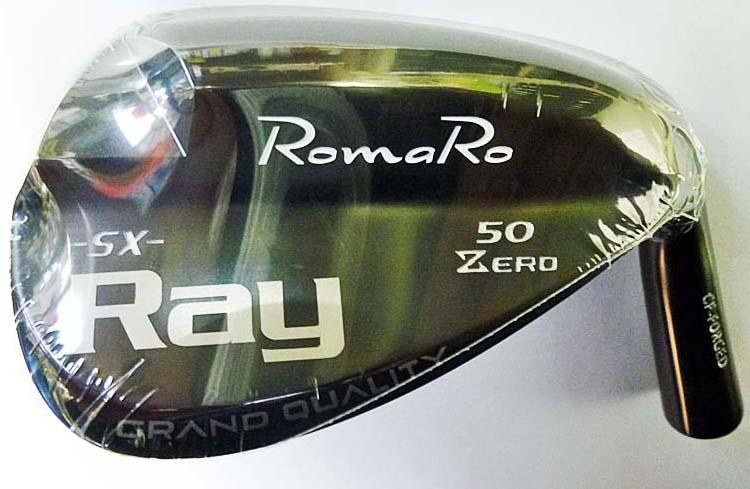 RomaRo
-SX-
Ray
50
ZERO
GRAND QUALITY
CF-FORGED